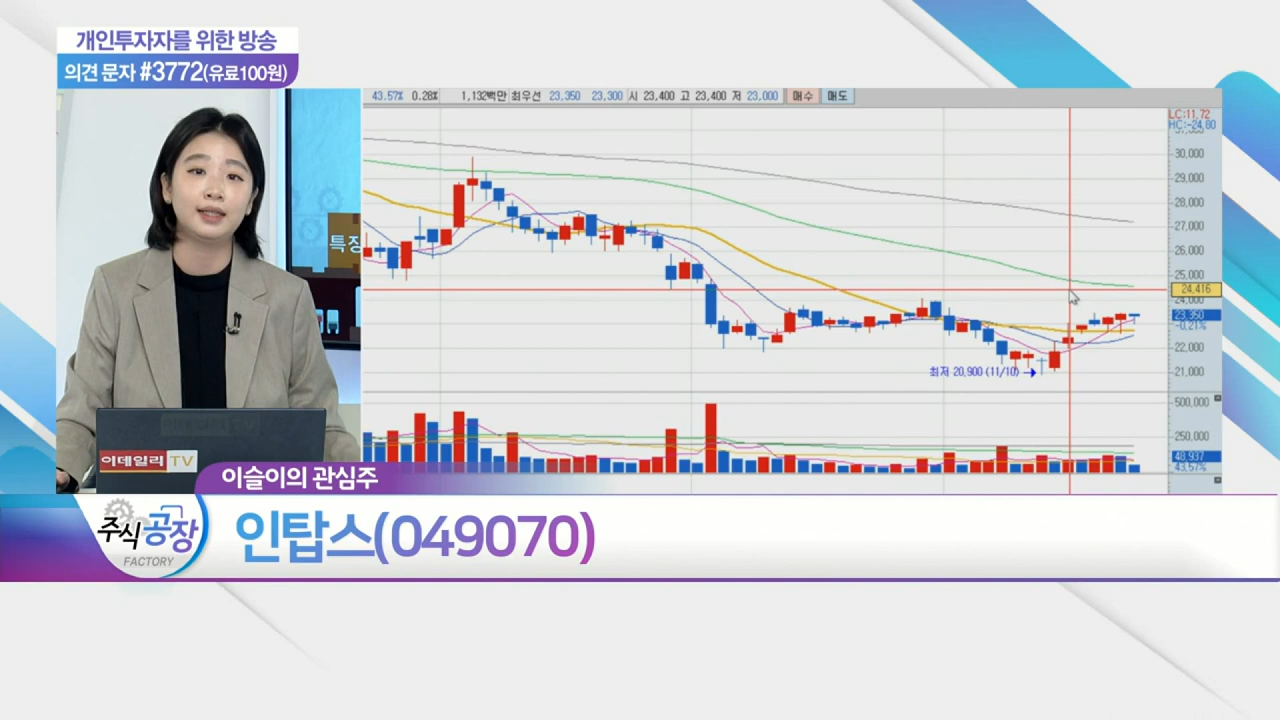 개인투자자를 위한 방송
의견 문자 #3772(유료100원)
43.57% 0.28% 1,132백만 최우선 23,350 23,300 시 23,400 고 23,400 저 23,000 매수 매도
LC:11.72
HC:-24.80
30,000
29,000
28,000
27,000
26,000
25,000
24,416
24,000
23,350
-0.21%
22,000
21,000
최저 20,900 (11/10)
500,000
250,000
48,937
43.57%
특징
이데일리 TV
이슬이의 관심주
주식공장
FACTORY
인탑스(049070)